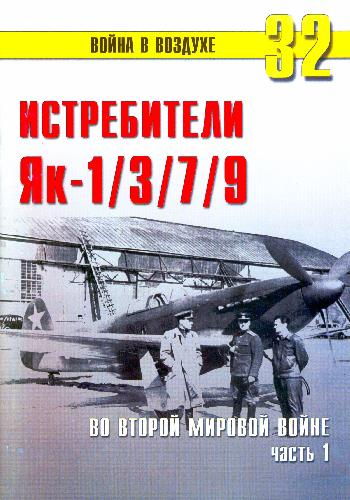 ВОЙНА В ВОЗДУХЕ
32
ИСТРЕБИТЕЛИ
Як-1/3/7/9
ВО ВТОРОЙ МИРОВОЙ ВОЙНЕ
часть 1